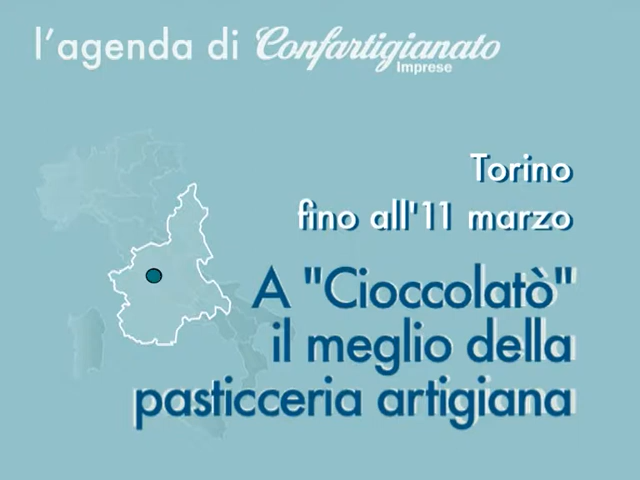 l'agenda di Confartigianato
Imprese
Torino
fino all'11 marzo
A "Cioccolatò"
il meglio della
pasticceria artigiana